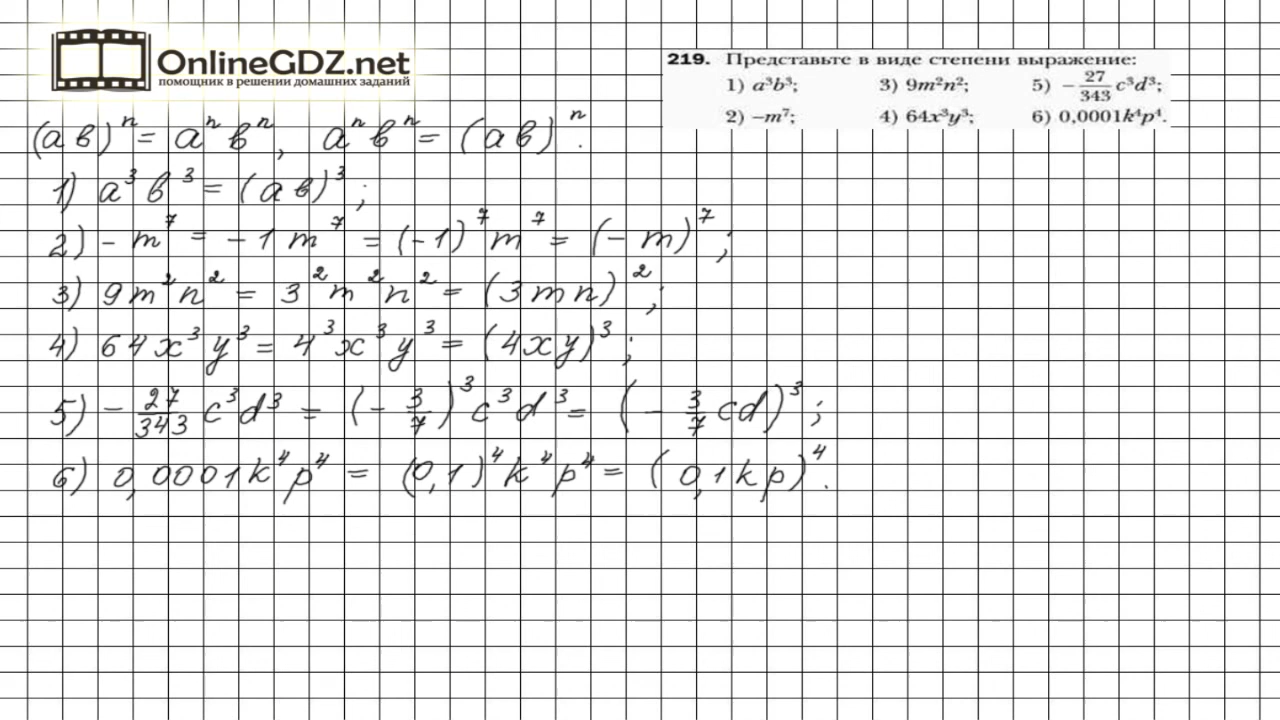 OnlineGDZ.net
помощник в решении домашних заданий
219. Представьте в виде степени выражение:
1) a³b³; 3) 9m²n²; 5) −27/343 c³d³;
2) −m⁷; 4) 64x³y³; 6) 0,0001k⁴p⁴.
(ab)ⁿ = aⁿbⁿ, aⁿbⁿ = (ab)ⁿ.
1) a³b³ = (ab)³;
2) −m⁷ = −1m⁷ = (−1)⁷m⁷ = (−m)⁷;
3) 9m²n² = 3²m²n² = (3mn)²;
4) 64x³y³ = 4³x³y³ = (4xy)³;
5) −27/343 c³d³ = (−3/7)³c³d³ = (−3/7 cd)³;
6) 0,0001k⁴p⁴ = (0,1)⁴k⁴p⁴ = (0,1kp)⁴.